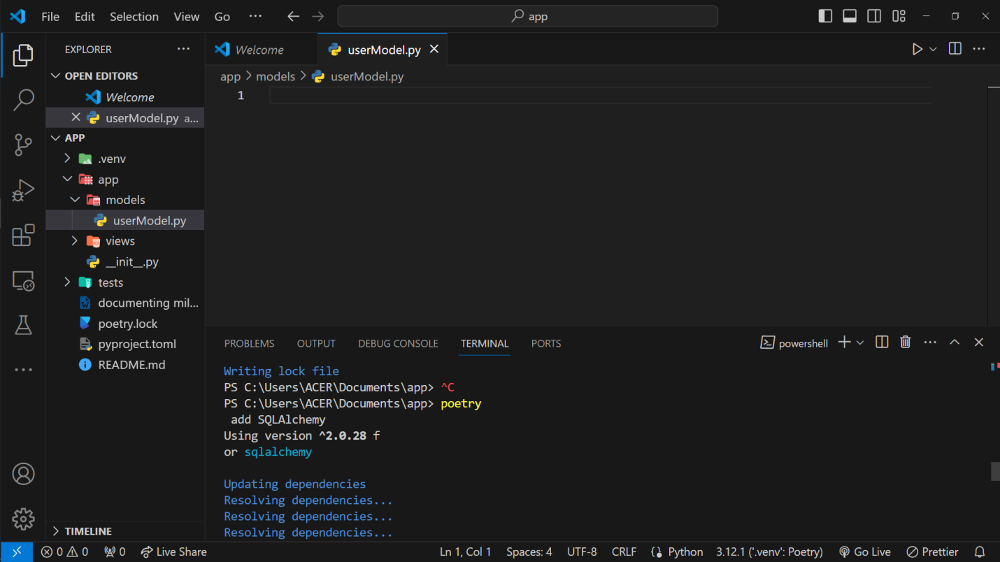 File Edit Selection View Go ... app
EXPLORER ...
OPEN EDITORS
Welcome
userModel.py a...
APP
.venv
app
models
userModel.py
views
__init__.py
tests
documenting mil...
poetry.lock
pyproject.toml
README.md
TIMELINE
Welcome userModel.py
app > models > userModel.py
1
PROBLEMS OUTPUT DEBUG CONSOLE TERMINAL PORTS powershell
Writing lock file
PS C:\Users\ACER\Documents\app> ^C
PS C:\Users\ACER\Documents\app> poetry
add SQLAlchemy
Using version ^2.0.28 f
or sqlalchemy
Updating dependencies
Resolving dependencies...
Resolving dependencies...
Resolving dependencies...
0 0 0 Live Share Ln 1, Col 1 Spaces: 4 UTF-8 CRLF Python 3.12.1 ('.venv': Poetry) Go Live Prettier